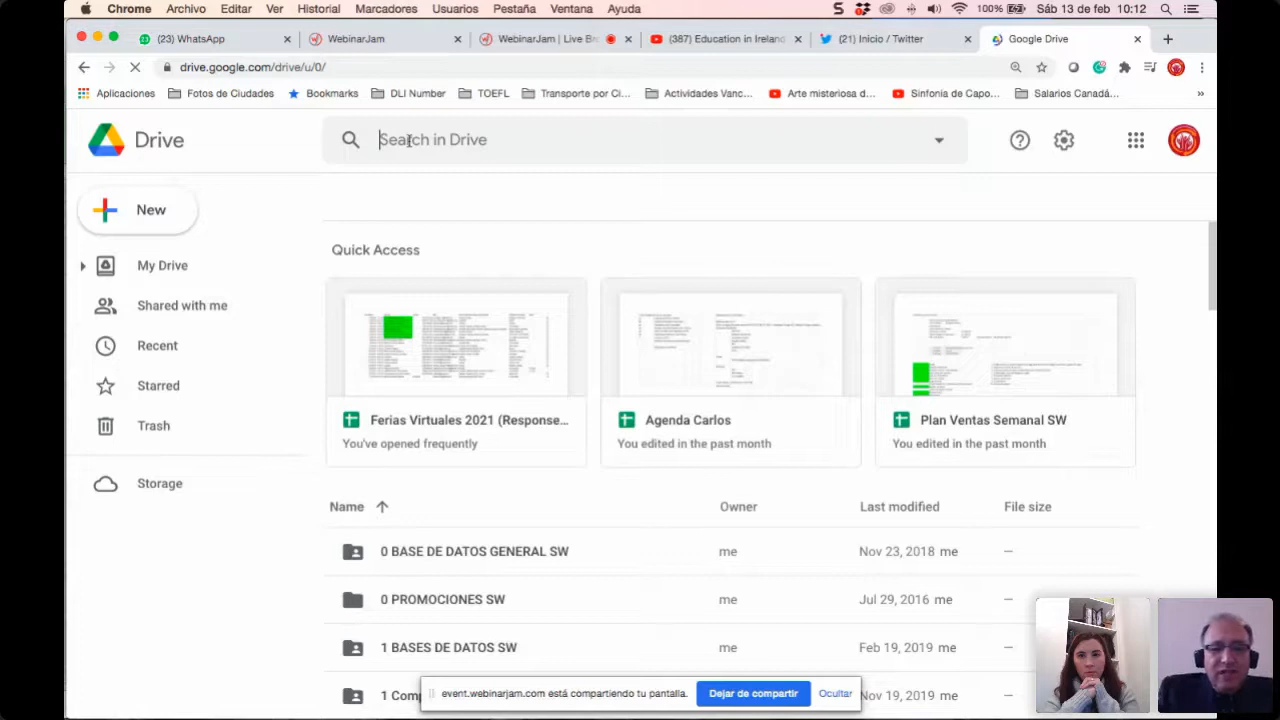 Chrome Archivo Editar Ver Historial Marcadores Usuarios Pestaña Ventana Ayuda 100% Sáb 13 de feb 10:12
(23) WhatsApp WebinarJam WebinarJam | Live Br (387) Education in Ireland (21) Inicio / Twitter Google Drive
drive.google.com/drive/u/0/
Aplicaciones Fotos de Ciudades Bookmarks DLI Number TOEFL Transporte por Ci... Actividades Vanc... Arte misteriosa d... Sinfonia de Capo... Salarios Canadá... »
Drive Search in Drive
New
My Drive
Shared with me
Recent
Starred
Trash
Storage
Quick Access
Ferias Virtuales 2021 (Response...
You've opened frequently
Agenda Carlos
You edited in the past month
Plan Ventas Semanal SW
You edited in the past month
Name Owner Last modified File size
0 BASE DE DATOS GENERAL SW me Nov 23, 2018 me –
0 PROMOCIONES SW me Jul 29, 2016 me –
1 BASES DE DATOS SW me Feb 19, 2019 me –
1 Com Nov 19, 2019 me –
event.webinarjam.com está compartiendo tu pantalla. Dejar de compartir Ocultar